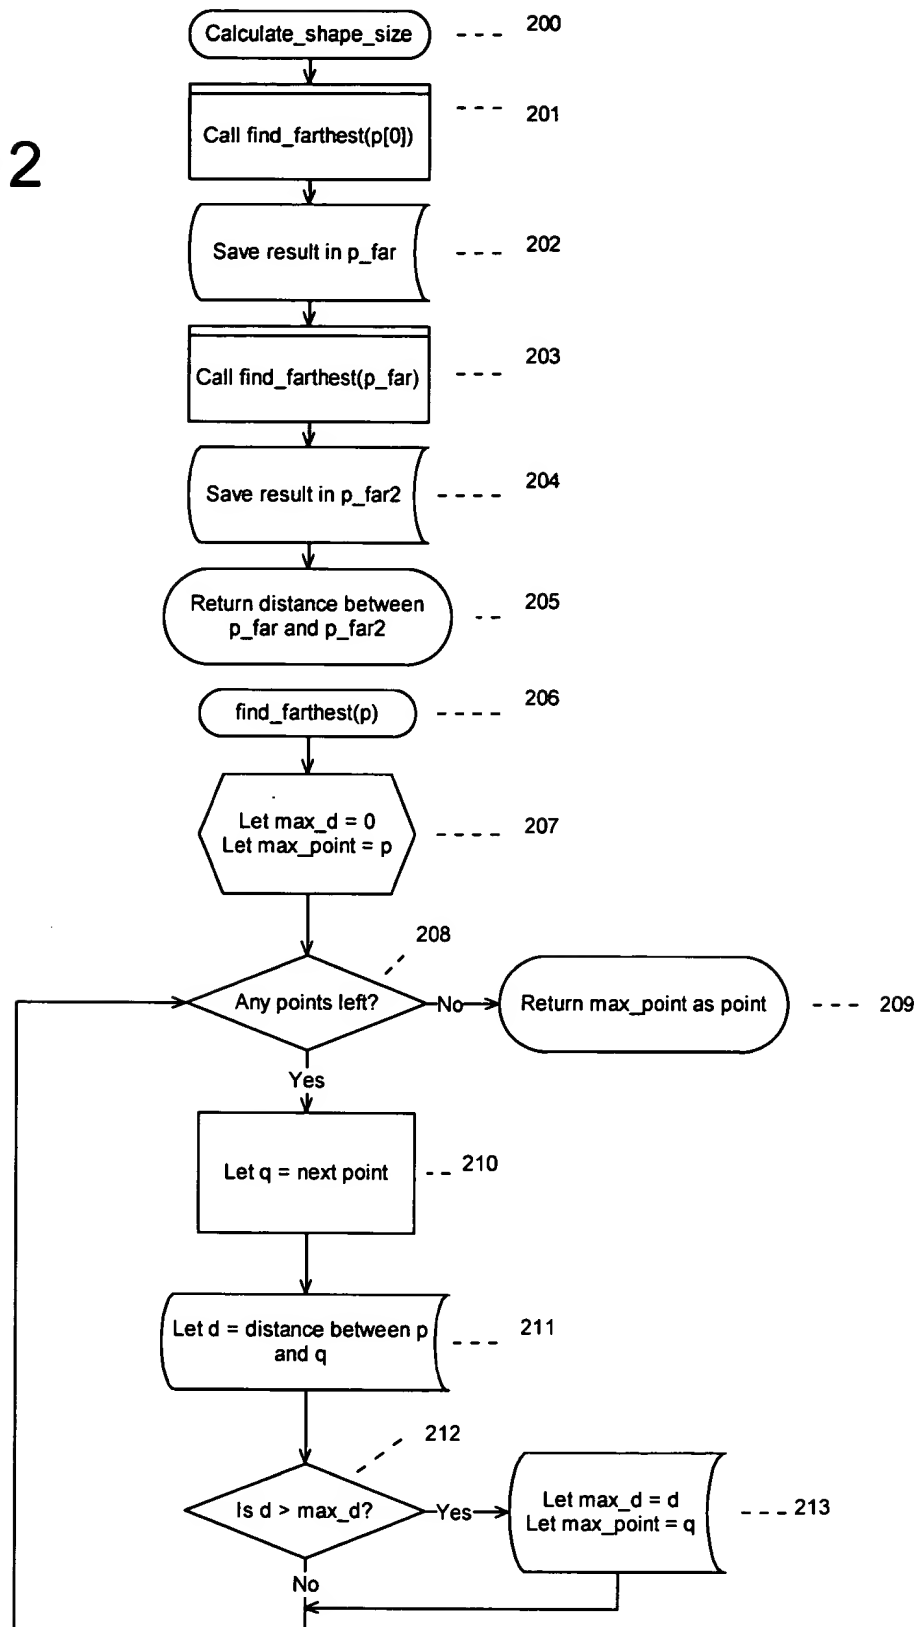 Calculate_shape_size
200
201
Call find_farthest(p[0])
2
Save result in p_far
202
203
Call find_farthest(p_far)
204
Save result in p_far2
Return distance between
p_far and p_far2
205
206
find_farthest(p)
Let max_d = 0
Let max_point = p
207
208
Any points left?
No
Return max_point as point
209
Yes
Let q = next point
210
Let d = distance between p
and q
211
212
Is d > max_d?
Yes
Let max_d = d
Let max_point = q
213
No